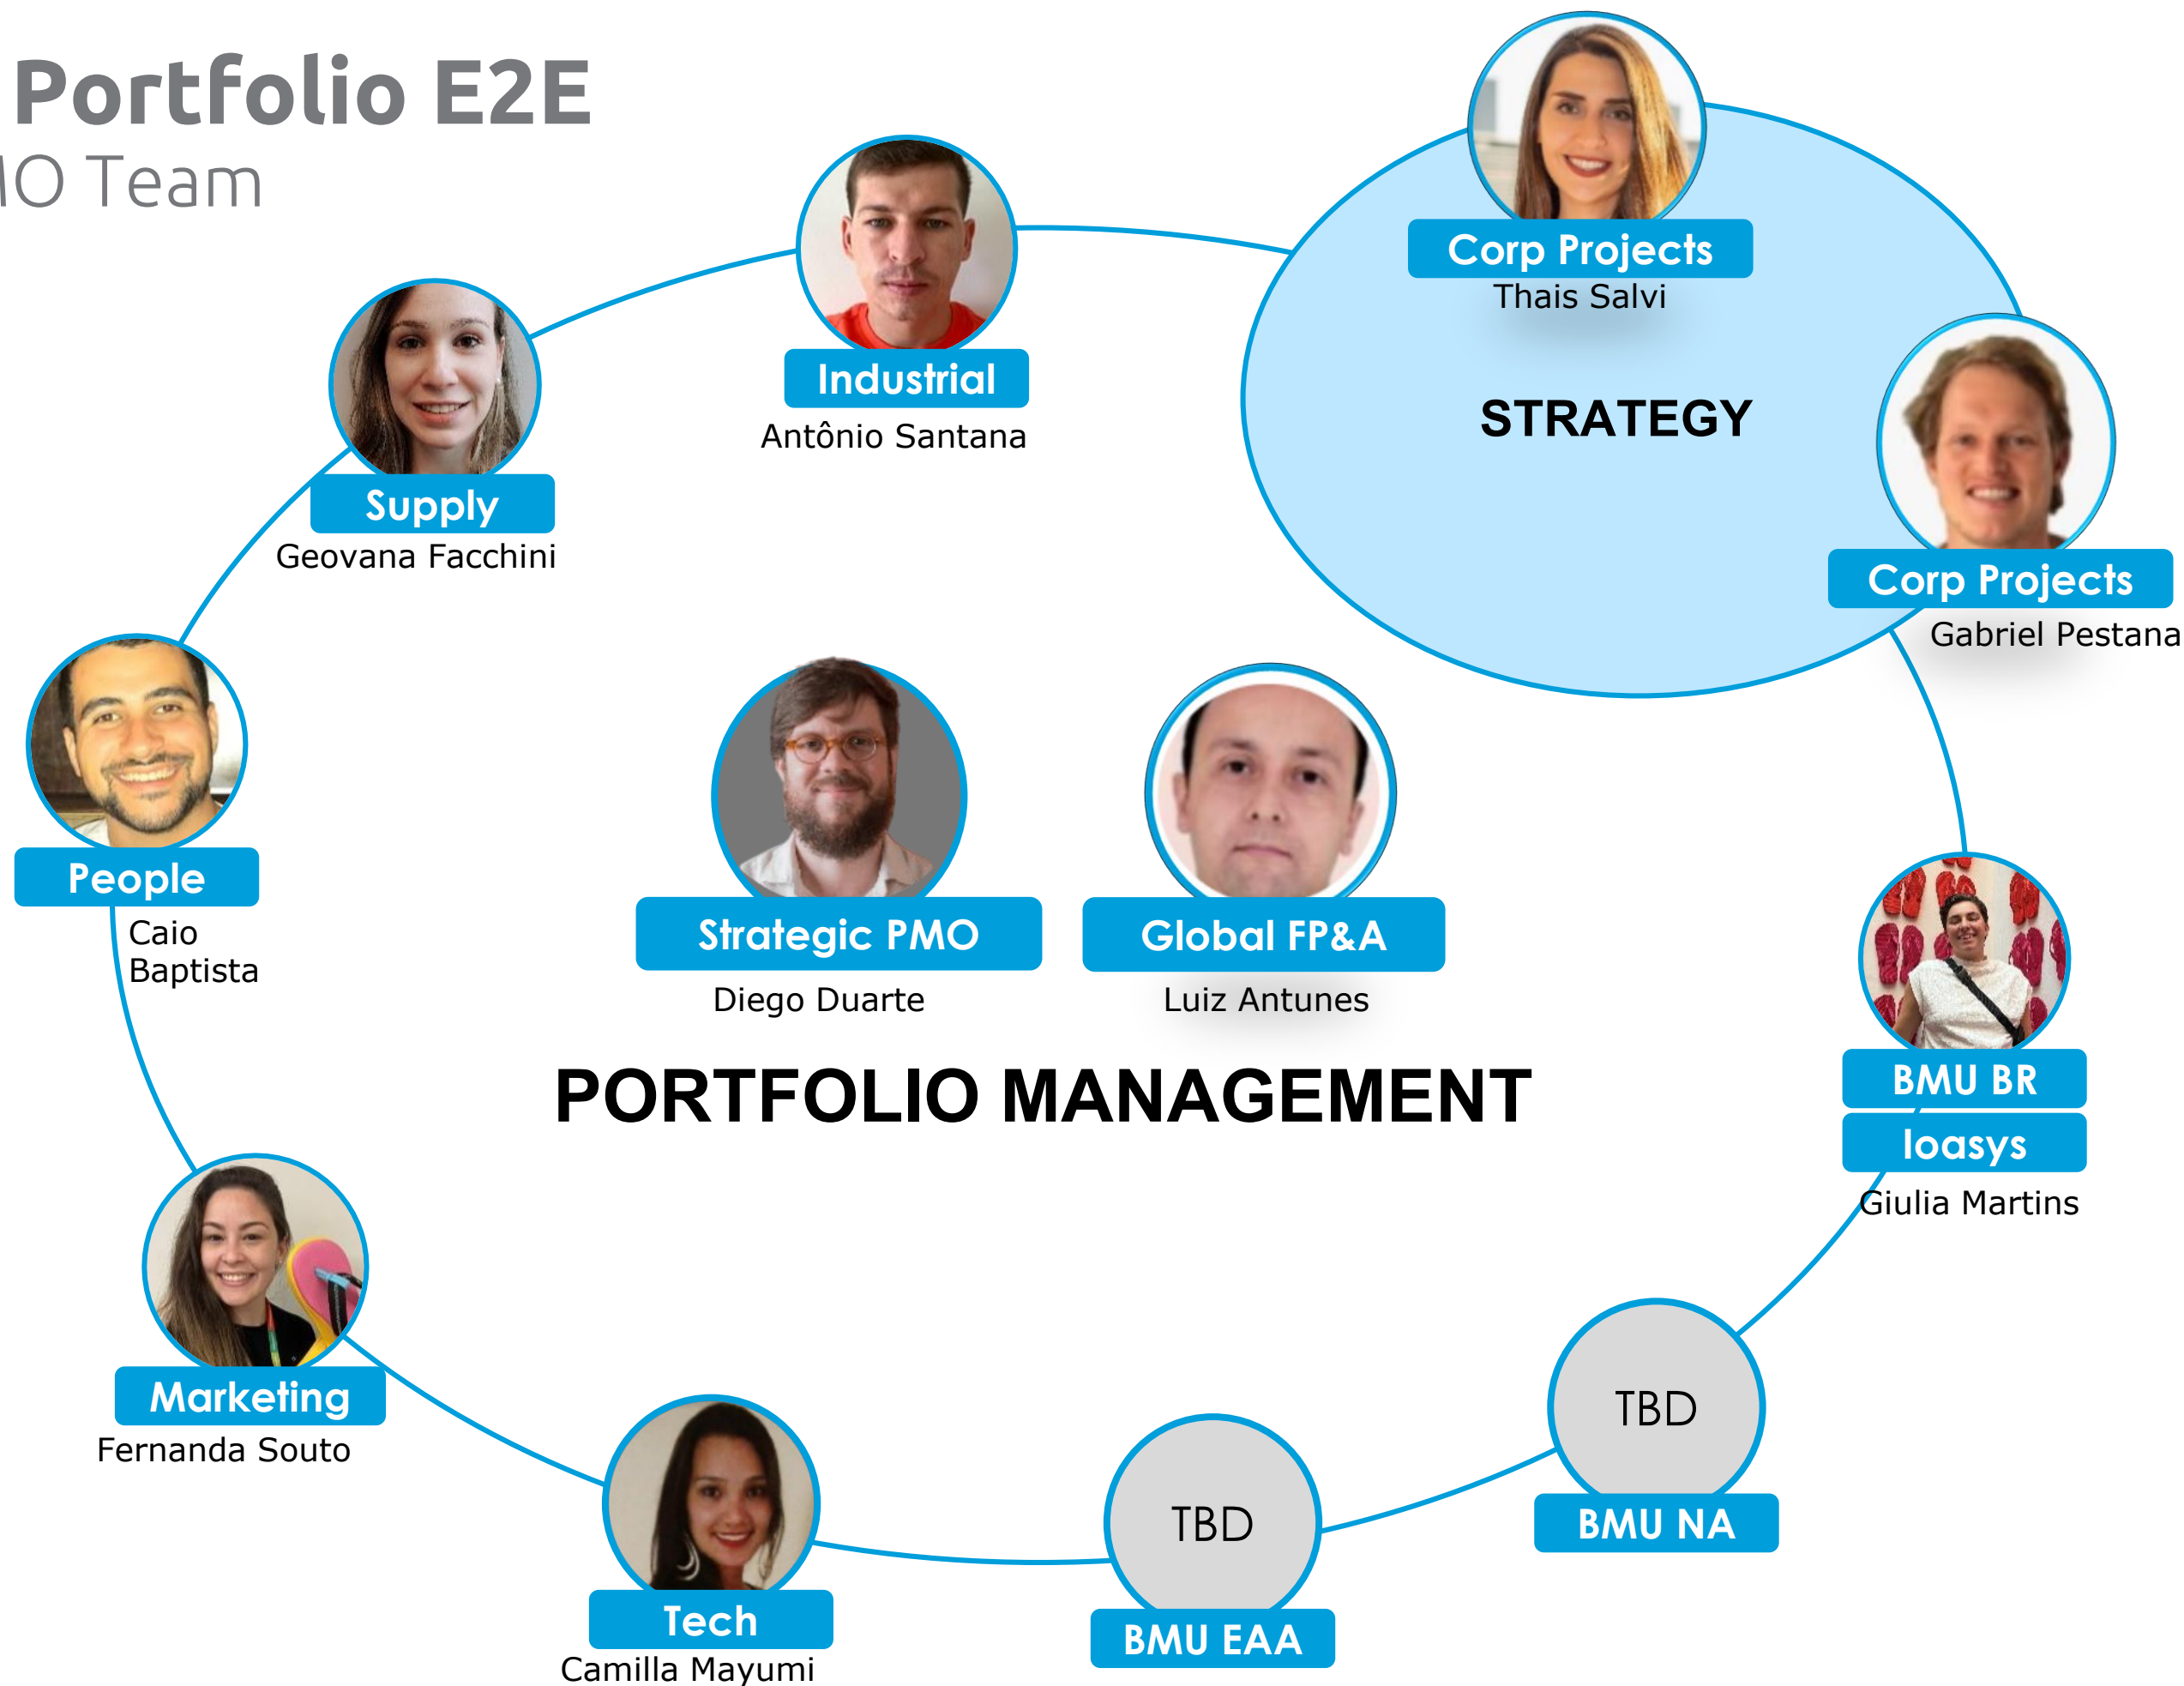 Portfolio E2E
MO Team
Corp Projects
Thais Salvi
Industrial
Antônio Santana
STRATEGY
Supply
Geovana Facchini
Corp Projects
Gabriel Pestana
People
Caio
Baptista
Strategic PMO
Diego Duarte
Global FP&A
Luiz Antunes
PORTFOLIO MANAGEMENT
BMU BR
Ioasys
Giulia Martins
Marketing
Fernanda Souto
TBD
BMU NA
TBD
BMU EAA
Tech
Camilla Mayumi